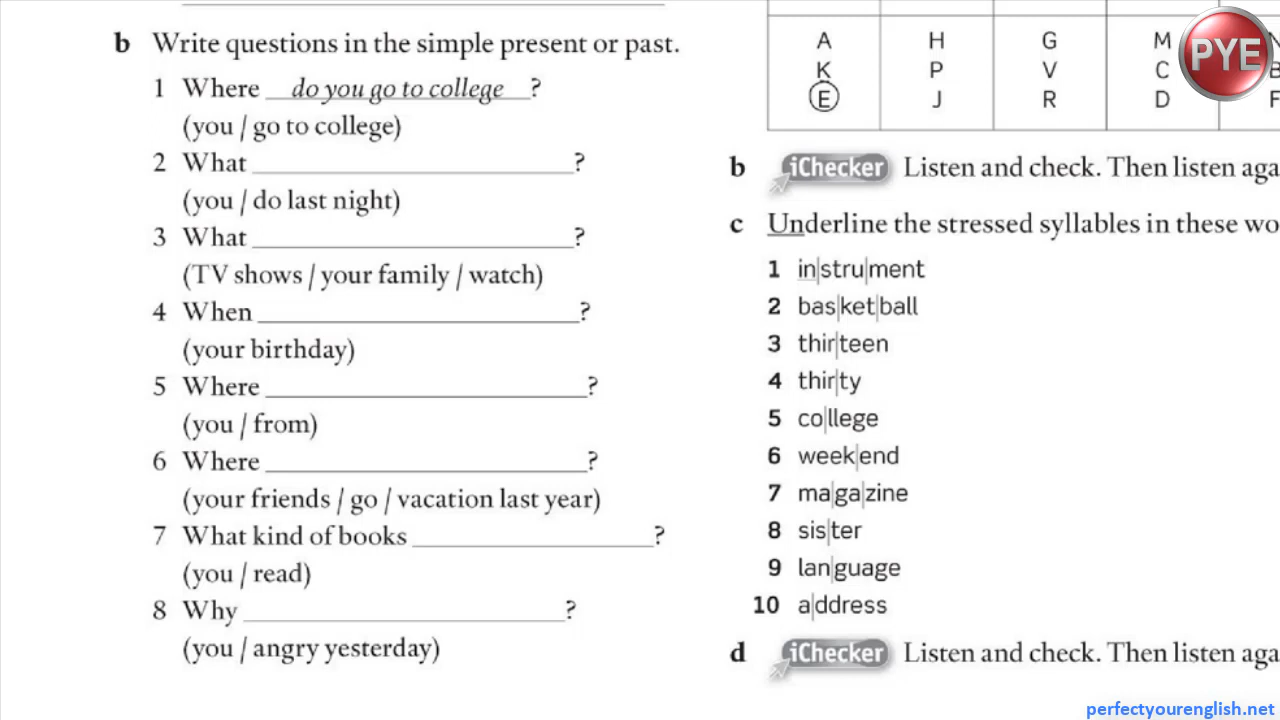 b Write questions in the simple present or past.
1 Where do you go to college ?
(you / go to college)
2 What ?
(you / do last night)
3 What ?
(TV shows / your family / watch)
4 When ?
(your birthday)
5 Where ?
(you / from)
6 Where ?
(your friends / go / vacation last year)
7 What kind of books ?
(you / read)
8 Why ?
(you / angry yesterday)
A H G M
K P V C B
E J R D F
PYE
b iChecker Listen and check. Then listen aga
c Underline the stressed syllables in these wo
1 in|stru|ment
2 bas|ket|ball
3 thir|teen
4 thir|ty
5 co|llege
6 week|end
7 ma|ga|zine
8 sis|ter
9 lan|guage
10 a|ddress
d iChecker Listen and check. Then listen aga
perfectyourenglish.net